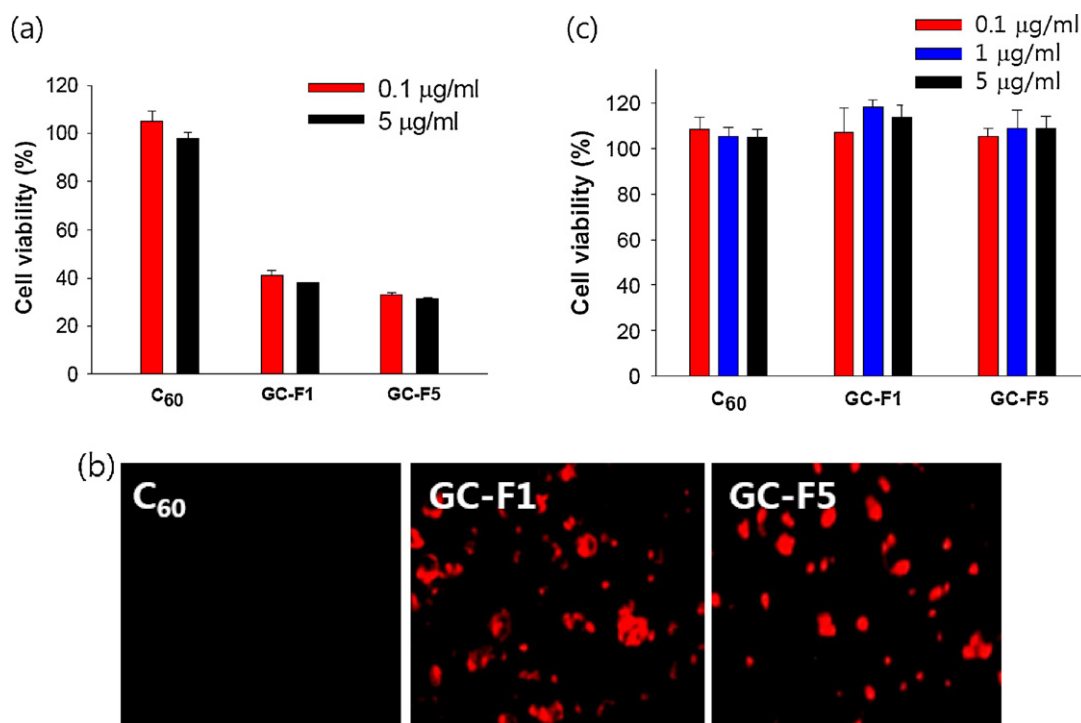 (a)
Cell viability (%)
120
100
80
60
40
20
0
0.1 μg/ml
5 μg/ml
C60
GC-F1
GC-F5
(c)
Cell viability (%)
120
100
80
60
40
20
0
0.1 μg/ml
1 μg/ml
5 μg/ml
C60
GC-F1
GC-F5
(b)
C60
GC-F1
GC-F5